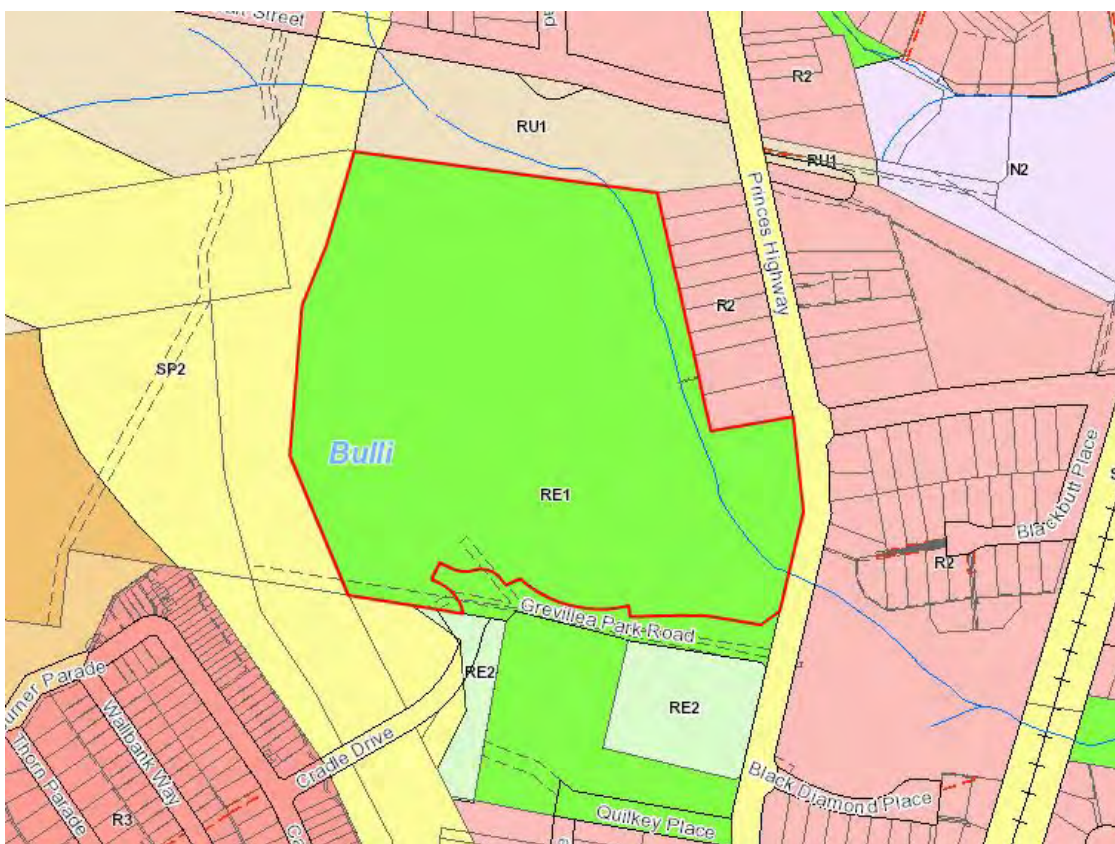 Street
R2
RU1
RU1
N2
Princes Highway
R2
SP2
Bulli
RE1
Blackbutt Place
R2
Grevillea Park Road
RE2
RE2
Cradle Drive
Wallbank Way
Thorn Parade
R3
Black Diamond Place
Quilkey Place